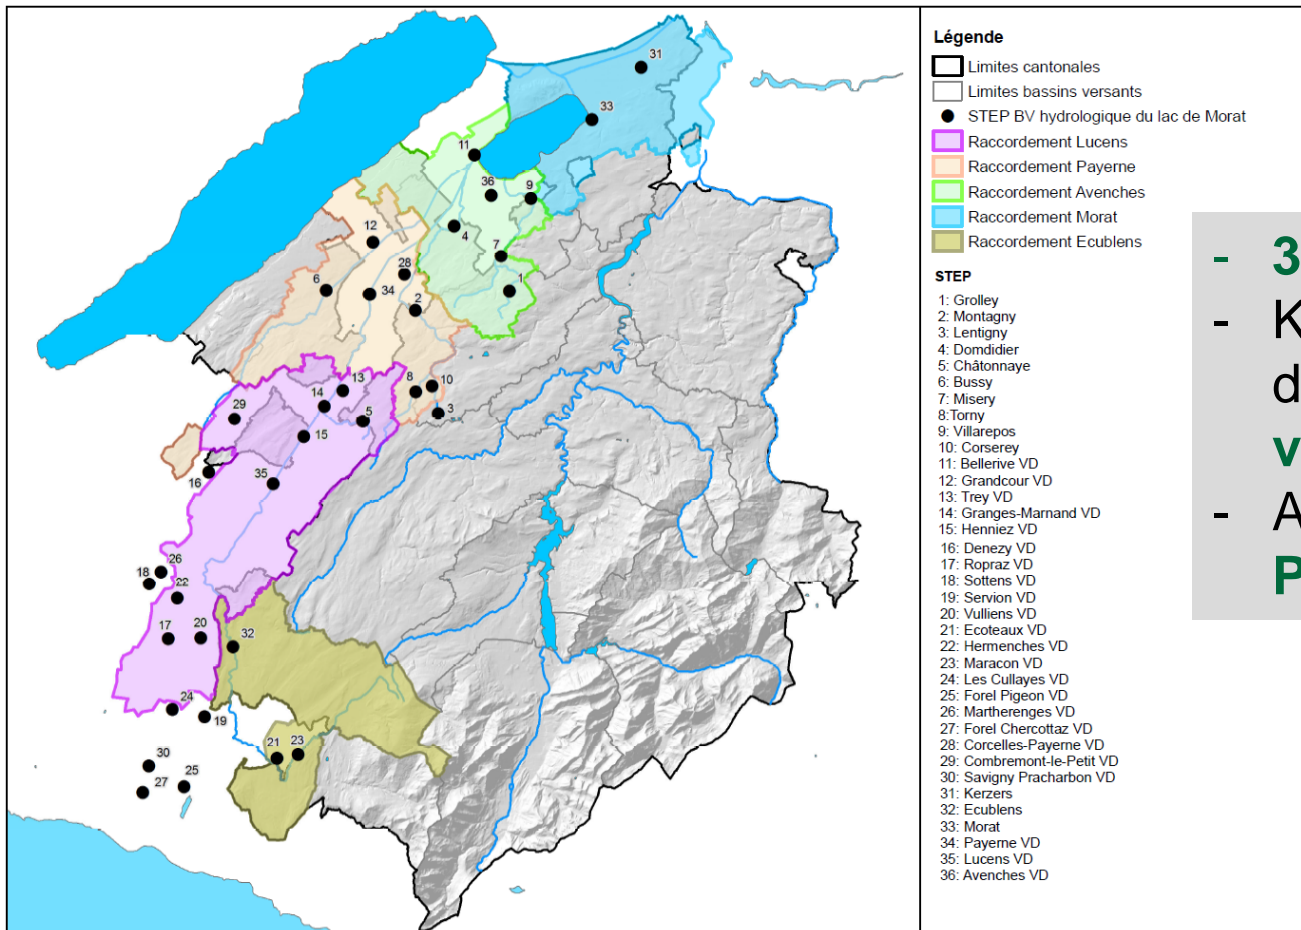 31
33
11
36
9
12
4
7
28
6
34
1
2
13
8
10
14
3
29
5
15
16
35
26
18
22
17
20
32
24
19
21
23
30
25
27
Légende
Limites cantonales
Limites bassins versants
STEP BV hydrologique du lac de Morat
Raccordement Lucens
Raccordement Payerne
Raccordement Avenches
Raccordement Morat
Raccordement Ecublens
STEP
1: Grolley
2: Montagny
3: Lentigny
4: Domdidier
5: Châtonnaye
6: Bussy
7: Misery
8:Torny
9: Villarepos
10: Corserey
11: Bellerive VD
12: Grandcour VD
13: Trey VD
14: Granges-Marnand VD
15: Henniez VD
16: Denezy VD
17: Ropraz VD
18: Sottens VD
19: Servion VD
20: Vulliens VD
21: Ecoteaux VD
22: Hermenches VD
23: Maracon VD
24: Les Cullayes VD
25: Forel Pigeon VD
26: Martherenges VD
27: Forel Chercottaz VD
28: Corcelles-Payerne VD
29: Combremont-le-Petit VD
30: Savigny Pracharbon VD
31: Kerzers
32: Ecublens
33: Morat
34: Payerne VD
35: Lucens VD
36: Avenches VD
- 3
- K
d
v
- A
P